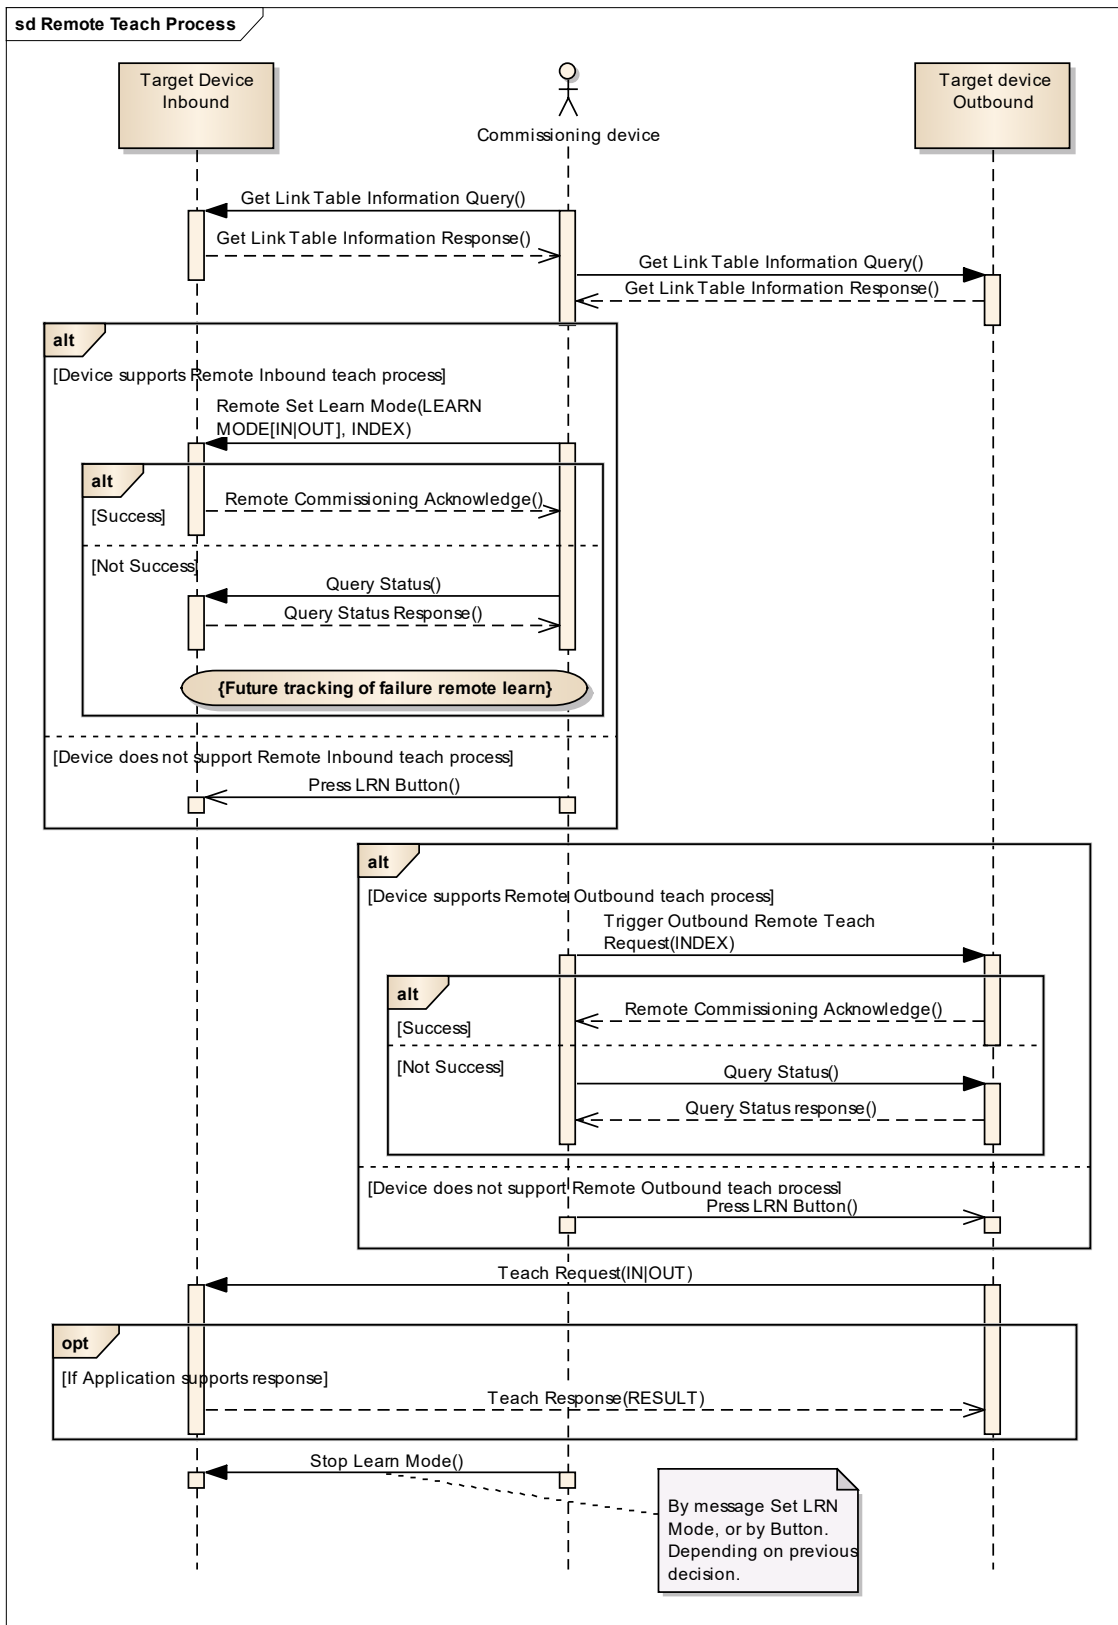 sd Remote Teach Process
Target Device
Inbound
Commissioning device
Target device
Outbound
Get Link Table Information Query()
Get Link Table Information Response()
Get Link Table Information Query()
Get Link Table Information Response()
alt
[Device supports Remote Inbound teach process]
Remote Set Learn Mode(LEARN
MODE[IN|OUT], INDEX)
alt
Remote Commissioning Acknowledge()
[Success]
[Not Success]
Query Status()
Query Status Response()
{Future tracking of failure remote learn}
[Device does not support Remote Inbound teach process]
Press LRN Button()
alt
[Device supports Remote Outbound teach process]
Trigger Outbound Remote Teach
Request(INDEX)
alt
Remote Commissioning Acknowledge()
[Success]
[Not Success]
Query Status()
Query Status response()
[Device does not support Remote Outbound teach process]
Press LRN Button()
Teach Request(IN|OUT)
opt
[If Application supports response]
Teach Response(RESULT)
Stop Learn Mode()
By message Set LRN
Mode, or by Button.
Depending on previous
decision.